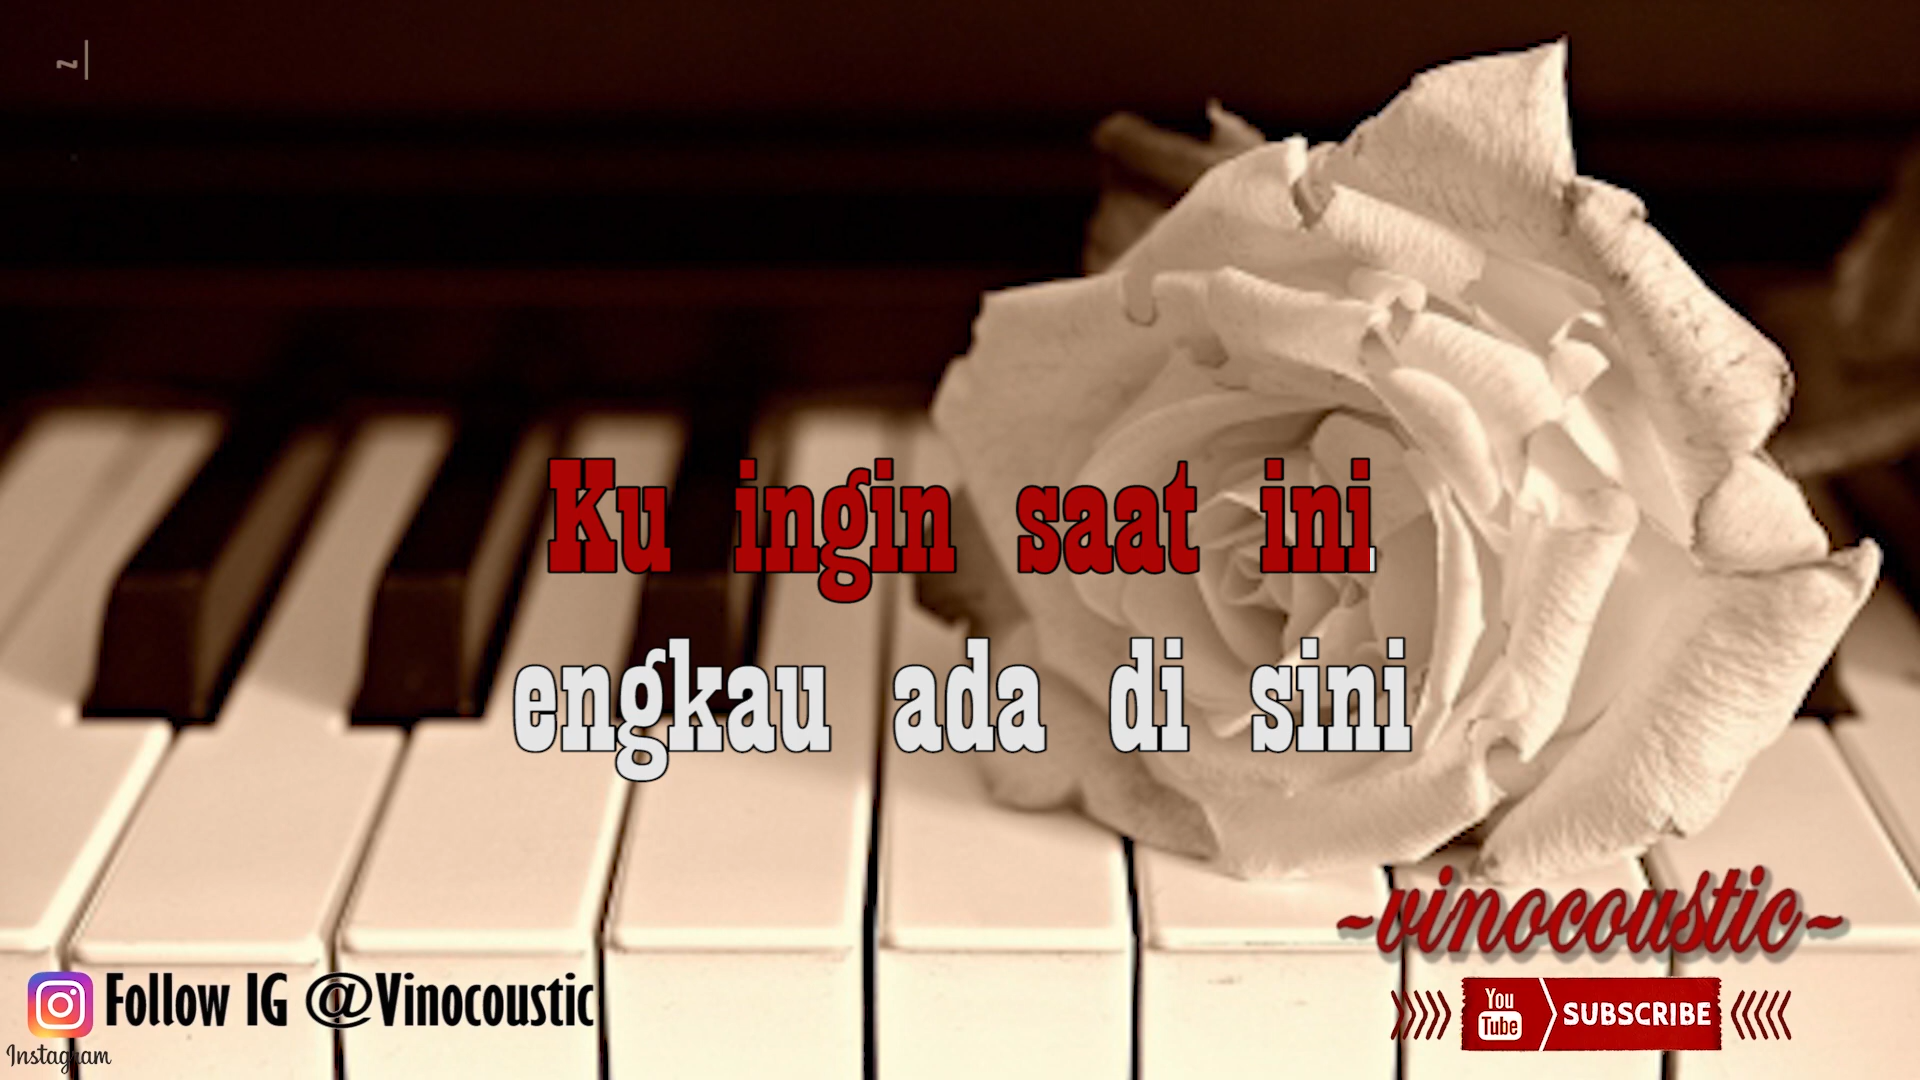 ~
Ku ingin saat ini
engkau ada di sini
~vinocoustic~
Follow IG @Vinocoustic
Instagram
You Tube SUBSCRIBE